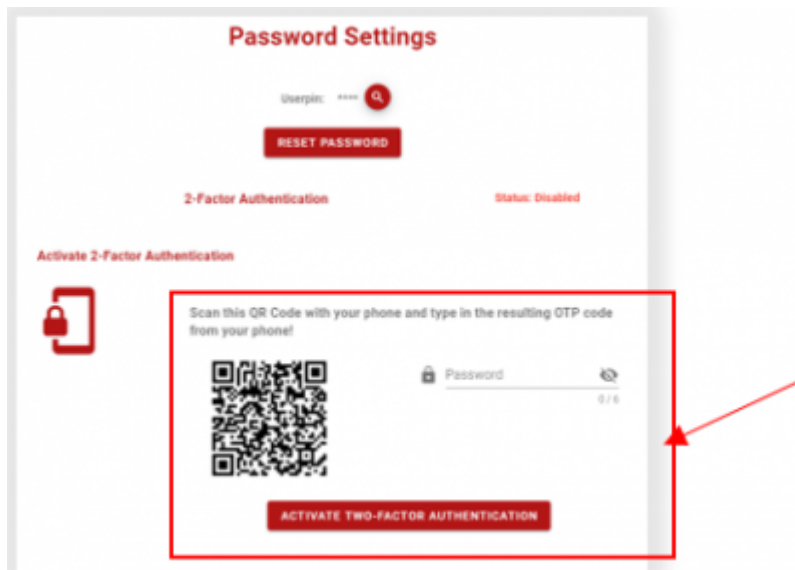 Password Settings
Userpin: ····
RESET PASSWORD
2-Factor Authentication Status: Disabled
Activate 2-Factor Authentication
Scan this QR Code with your phone and type in the resulting OTP code
from your phone!
Password
0 / 6
ACTIVATE TWO-FACTOR AUTHENTICATION